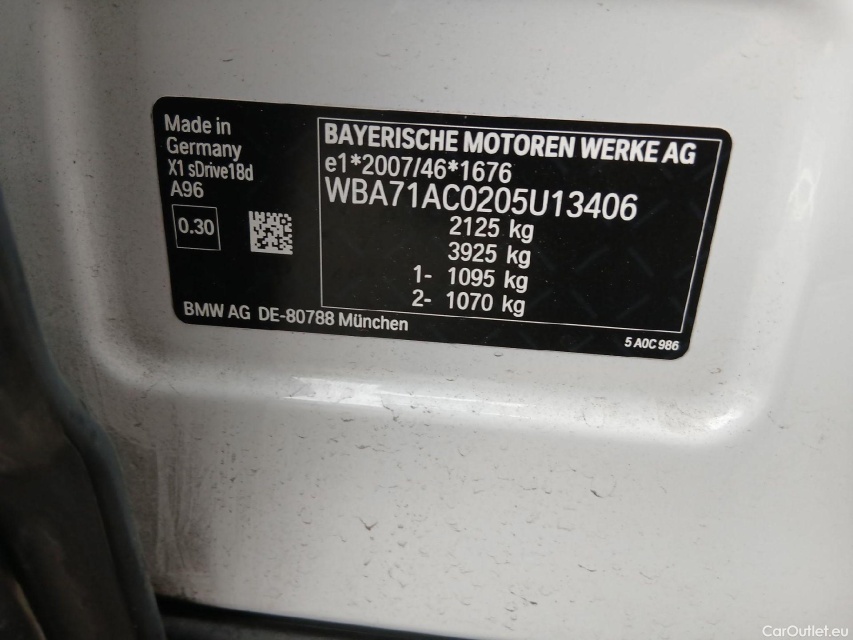 Made in
Germany
X1 sDrive18d
A96
0.30
BAYERISCHE MOTOREN WERKE AG
e1*2007/46*1676
WBA71AC0205U13406
2125 kg
3925 kg
1- 1095 kg
2- 1070 kg
BMW AG DE-80788 München
5 A0C 986
CarOutlet.eu